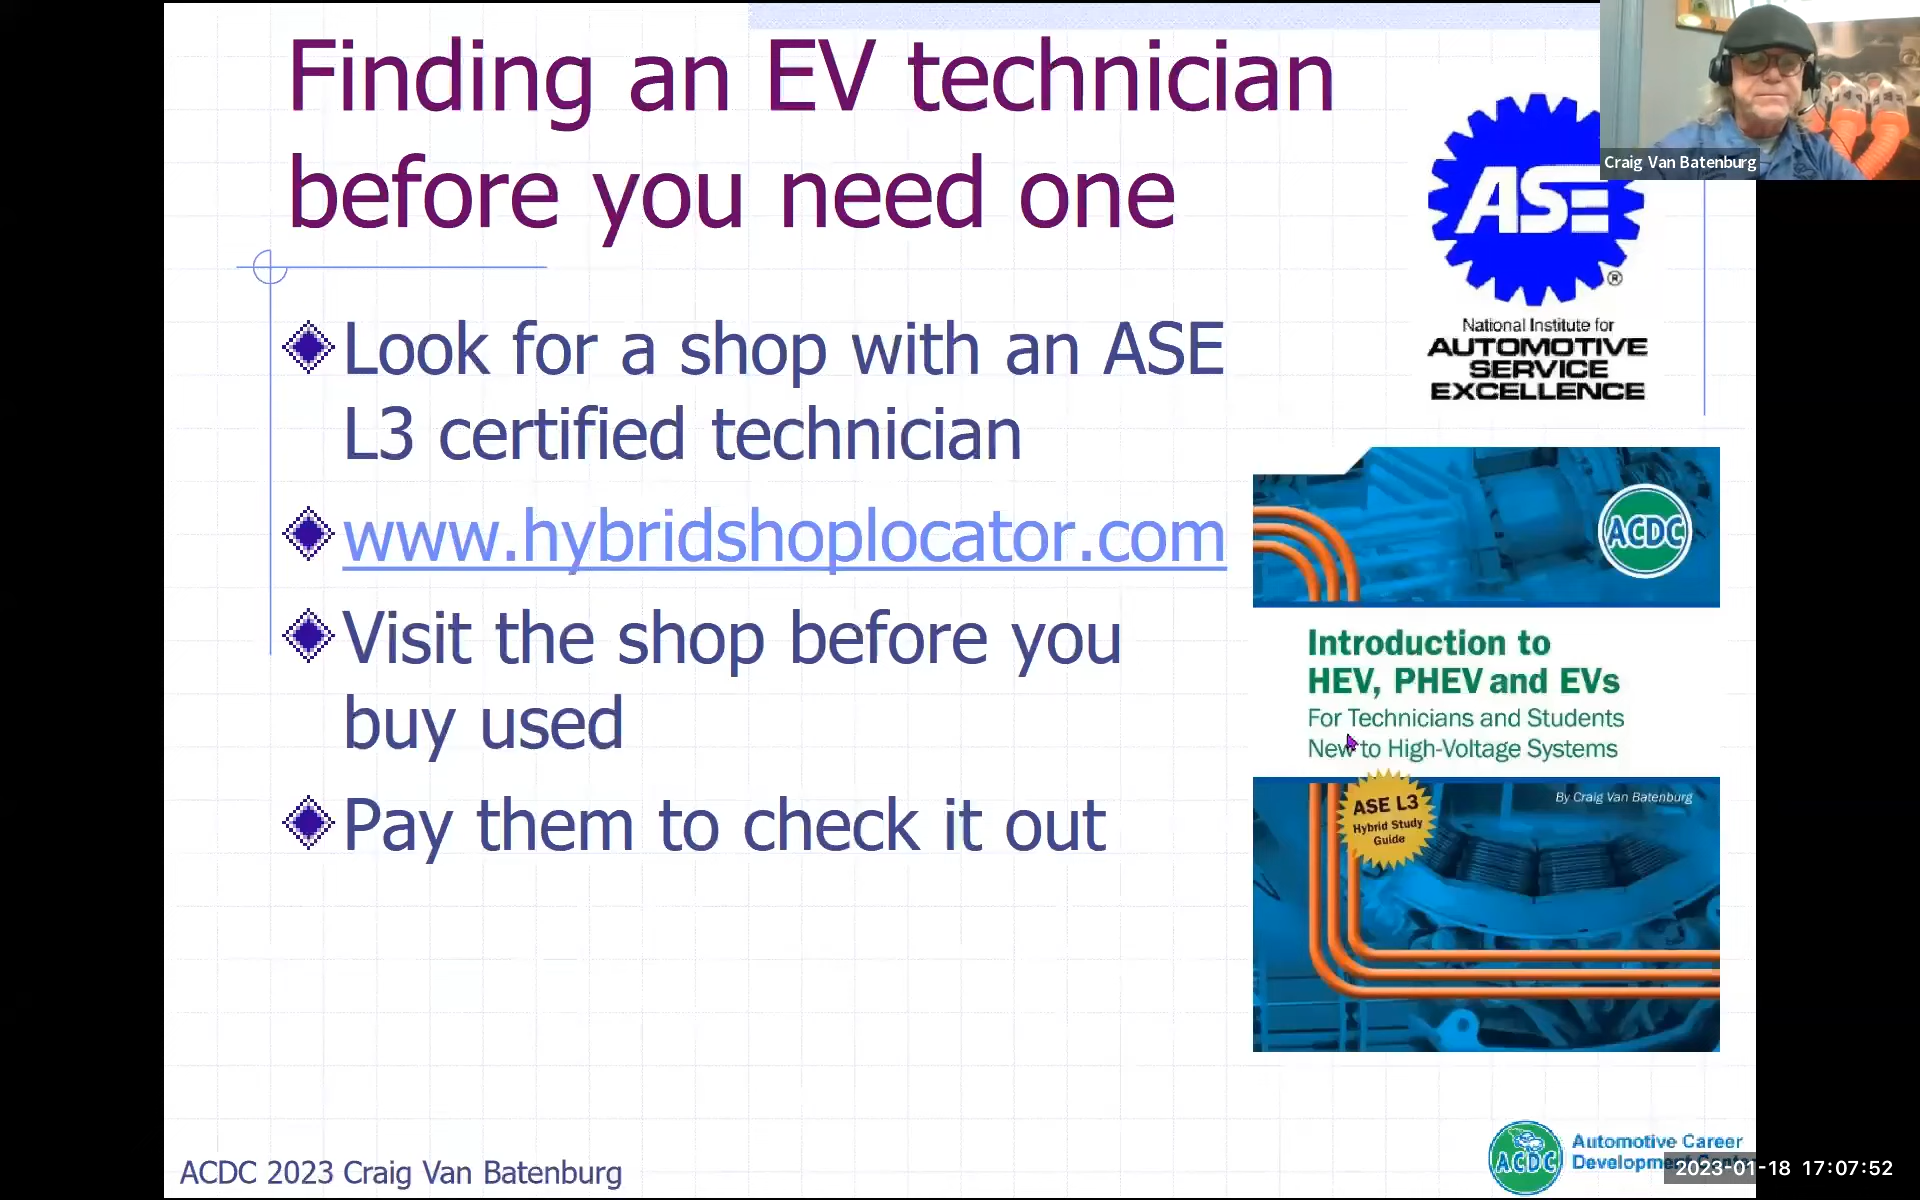 Finding an EV technician
before you need one
Craig Van Batenburg
ASE
®
National Institute for
AUTOMOTIVE
SERVICE
EXCELLENCE
Look for a shop with an ASE
L3 certified technician
www.hybridshoplocator.com
Visit the shop before you
buy used
Pay them to check it out
ACDC
Introduction to
HEV, PHEV and EVs
For Technicians and Students
New to High-Voltage Systems
By Craig Van Batenburg
ASE L3
Hybrid Study
Guide
ACDC 2023 Craig Van Batenburg
ACDC
Automotive Career
Development
2023-01-18 17:07:52